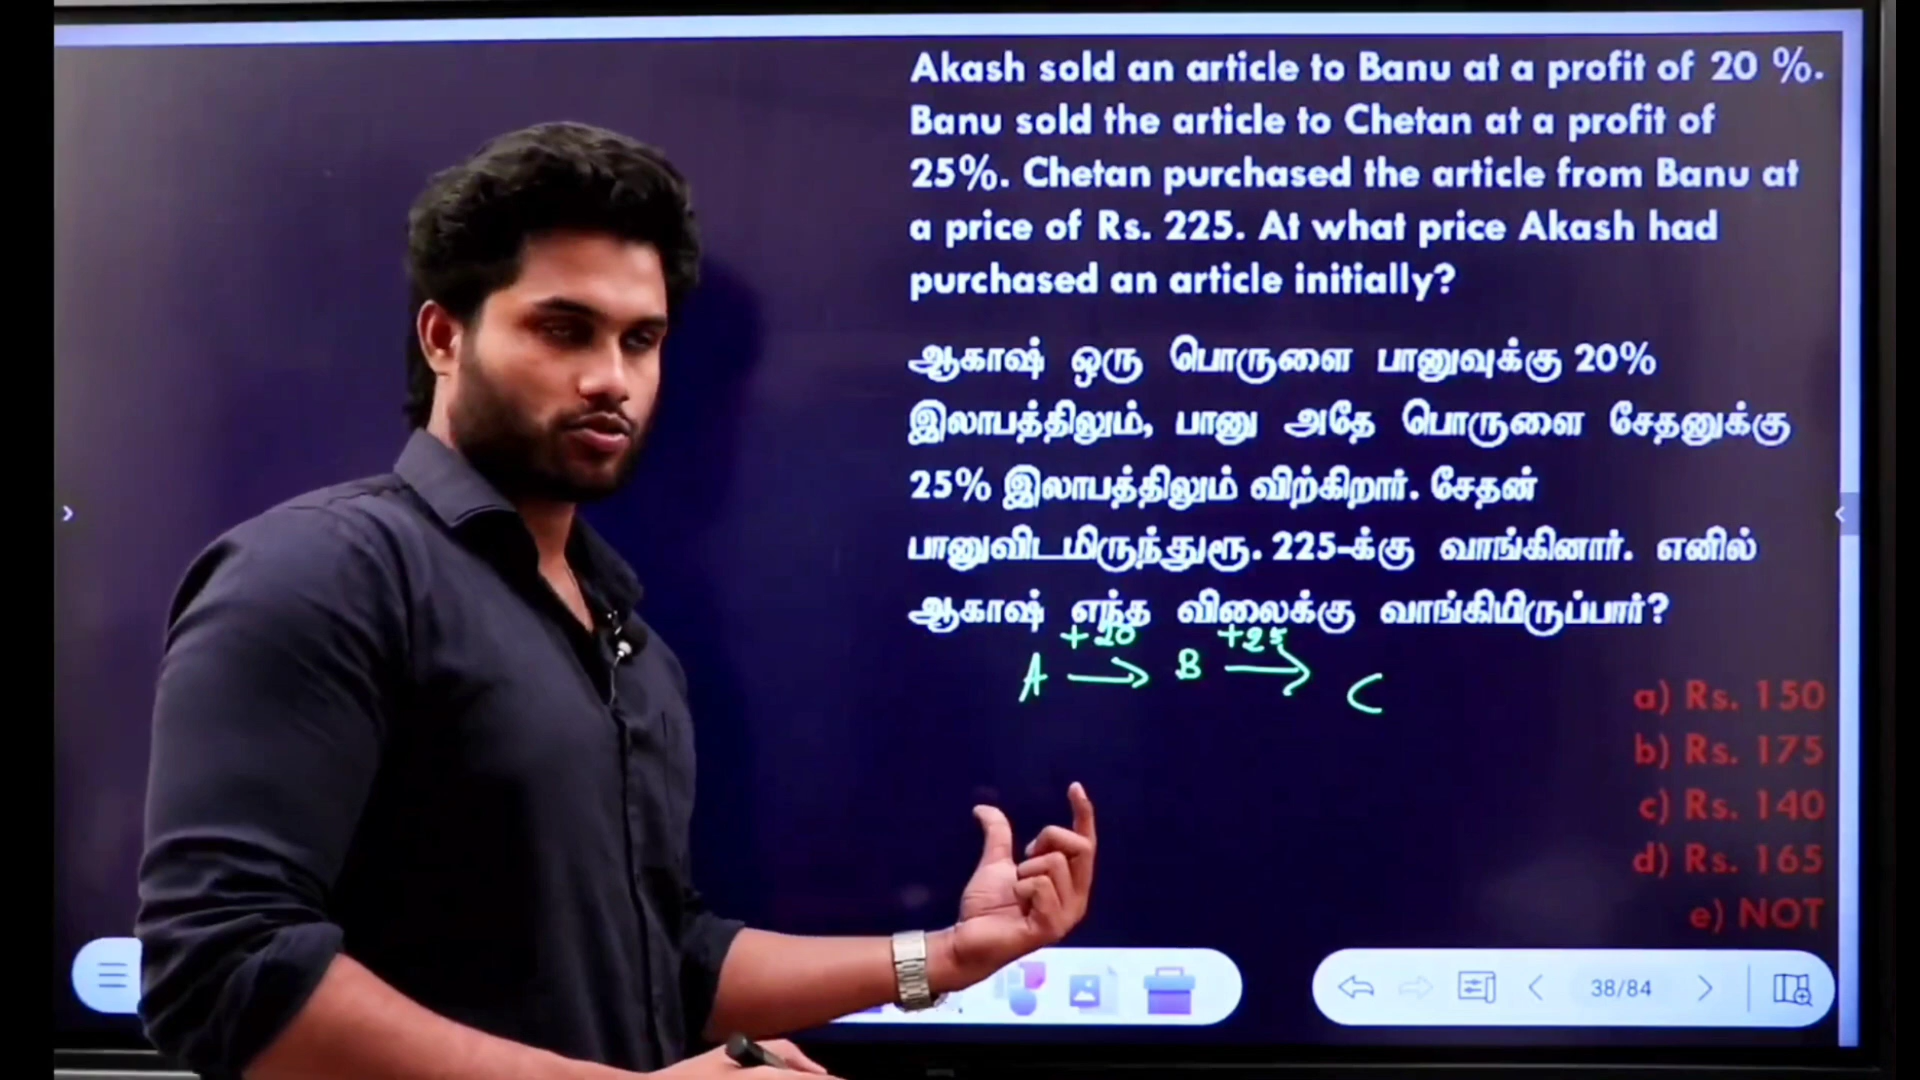 Akash sold an article to Banu at a profit of 20 %.
Banu sold the article to Chetan at a profit of
25%. Chetan purchased the article from Banu at
a price of Rs. 225. At what price Akash had
purchased an article initially?
ஆகாஷ் ஒரு பொருளை பானுவுக்கு 20%
இலாபத்திலும், பானு அதே பொருளை சேதனுக்கு
25% இலாபத்திலும் விற்கிறார். சேதன்
பானுவிடமிருந்துரூ. 225-க்கு வாங்கினார். எனில்
ஆகாஷ் எந்த விலைக்கு வாங்கியிருப்பார்?
+20 +25
A → B → C
a) Rs. 150
b) Rs. 175
c) Rs. 140
d) Rs. 165
e) NOT
38/84